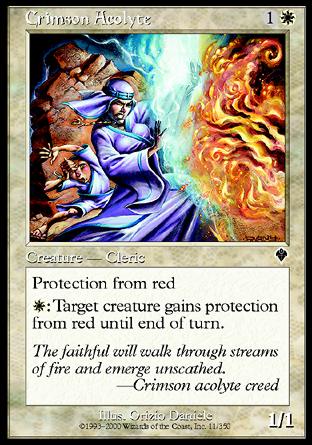 Crimson Acolyte 1
DANI
Creature — Cleric
Protection from red
: Target creature gains protection
from red until end of turn.
The faithful will walk through streams
of fire and emerge unscathed.
—Crimson acolyte creed
Illus. Orizio Daniele
©1993–2000 Wizards of the Coast, Inc. 11/350
1/1